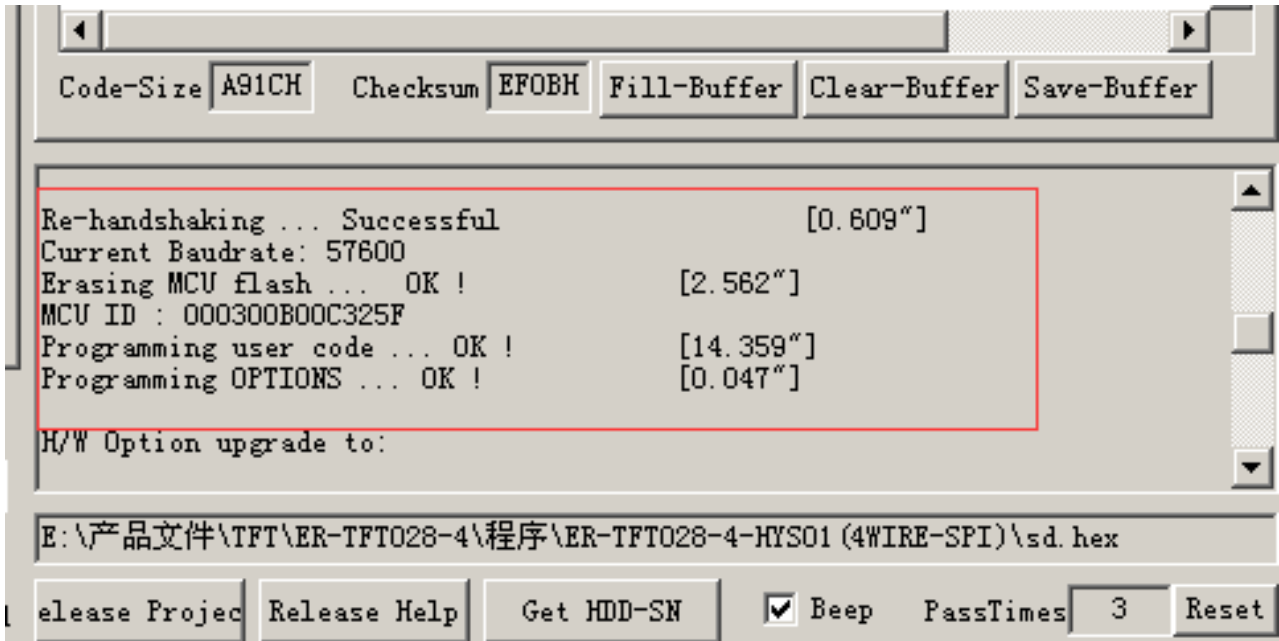 Code-Size A91CH Checksum EF0BH Fill-Buffer Clear-Buffer Save-Buffer
Re-handshaking ... Successful [0.609"]
Current Baudrate: 57600
Erasing MCU flash ... OK ! [2.562"]
MCU ID : 000300B00C325F
Programming user code ... OK ! [14.359"]
Programming OPTIONS ... OK ! [0.047"]
H/W Option upgrade to:
E:\产品文件\TFT\ER-TFT028-4\程序\ER-TFT028-4-HYS01(4WIRE-SPI)\sd.hex
elease Projec Release Help Get HDD-SN Beep PassTimes 3 Reset